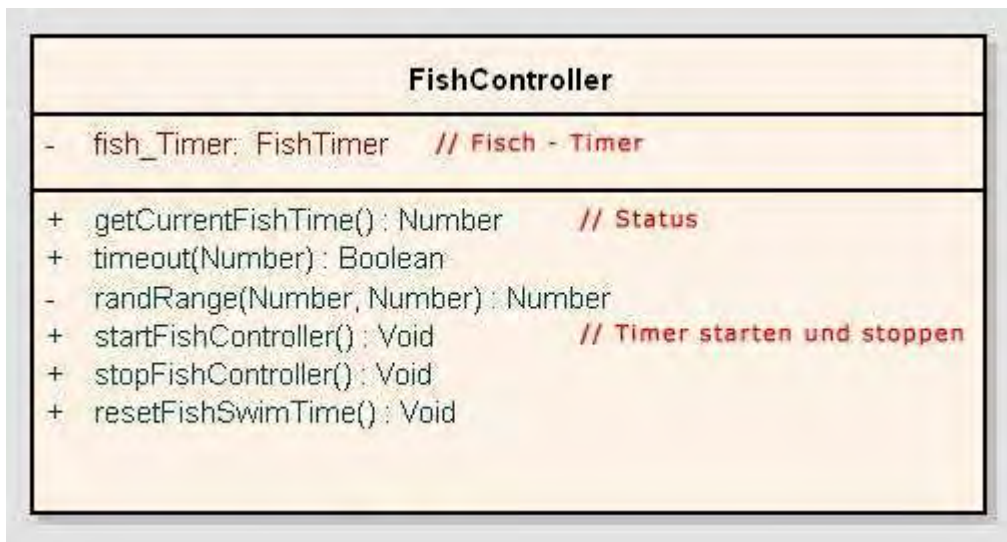 FishController
- fish_Timer: FishTimer // Fisch - Timer
+ getCurrentFishTime() : Number // Status
+ timeout(Number) : Boolean
- randRange(Number, Number) : Number
+ startFishController() : Void // Timer starten und stoppen
+ stopFishController() : Void
+ resetFishSwimTime() : Void